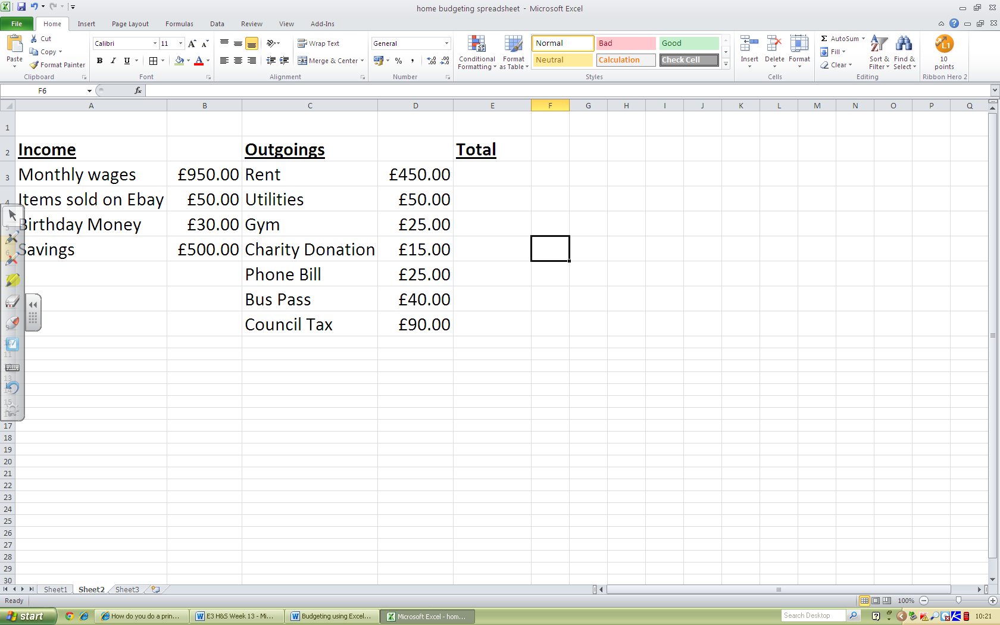 home budgeting spreadsheet - Microsoft Excel
File Home Insert Page Layout Formulas Data Review View Add-Ins
Paste Cut Copy Format Painter Clipboard
Calibri 11 B I U A Font
Wrap Text Merge & Center Alignment
General % , Number
Conditional Formatting Format as Table Normal Bad Good Neutral Calculation Check Cell Styles
Insert Delete Format Cells
Σ AutoSum Fill Clear Sort & Filter Find & Select Editing
L1 10 points Ribbon Hero 2
F6 fx
A B C D E F G H I J K L M N O P Q
1
2 Income Outgoings Total
3 Monthly wages £950.00 Rent £450.00
4 Items sold on Ebay £50.00 Utilities £50.00
5 Birthday Money £30.00 Gym £25.00
6 Savings £500.00 Charity Donation £15.00
7 Phone Bill £25.00
Bus Pass £40.00
Council Tax £90.00
11
13
14
15
17
18
19
20
21
22
23
24
25
26
27
28
29
30
Sheet1 Sheet2 Sheet3
Ready 100%
start How do you do a prin... E3 H&S Week 13 - Mi... Budgeting using Excel... Microsoft Excel - hom... Search Desktop 10:21